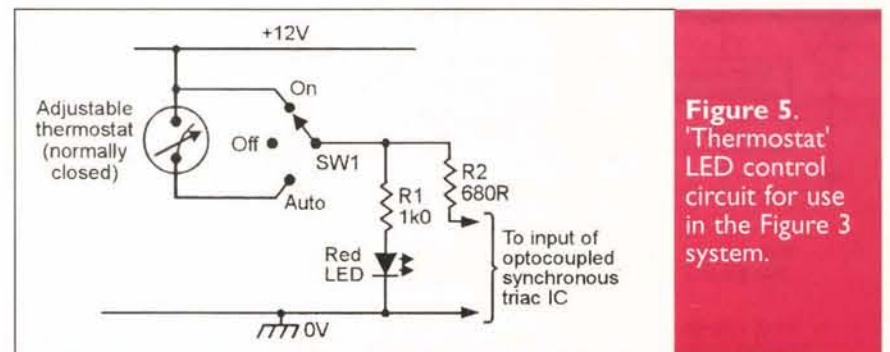 +12V
On
Adjustable
thermostat
(normally
closed)
Off
SW1
Auto
R1
1k0
R2
680R
Red
LED
To input of
optocoupled
synchronous
triac IC
0V
Figure 5.
'Thermostat'
LED control
circuit for use
in the Figure 3
system.